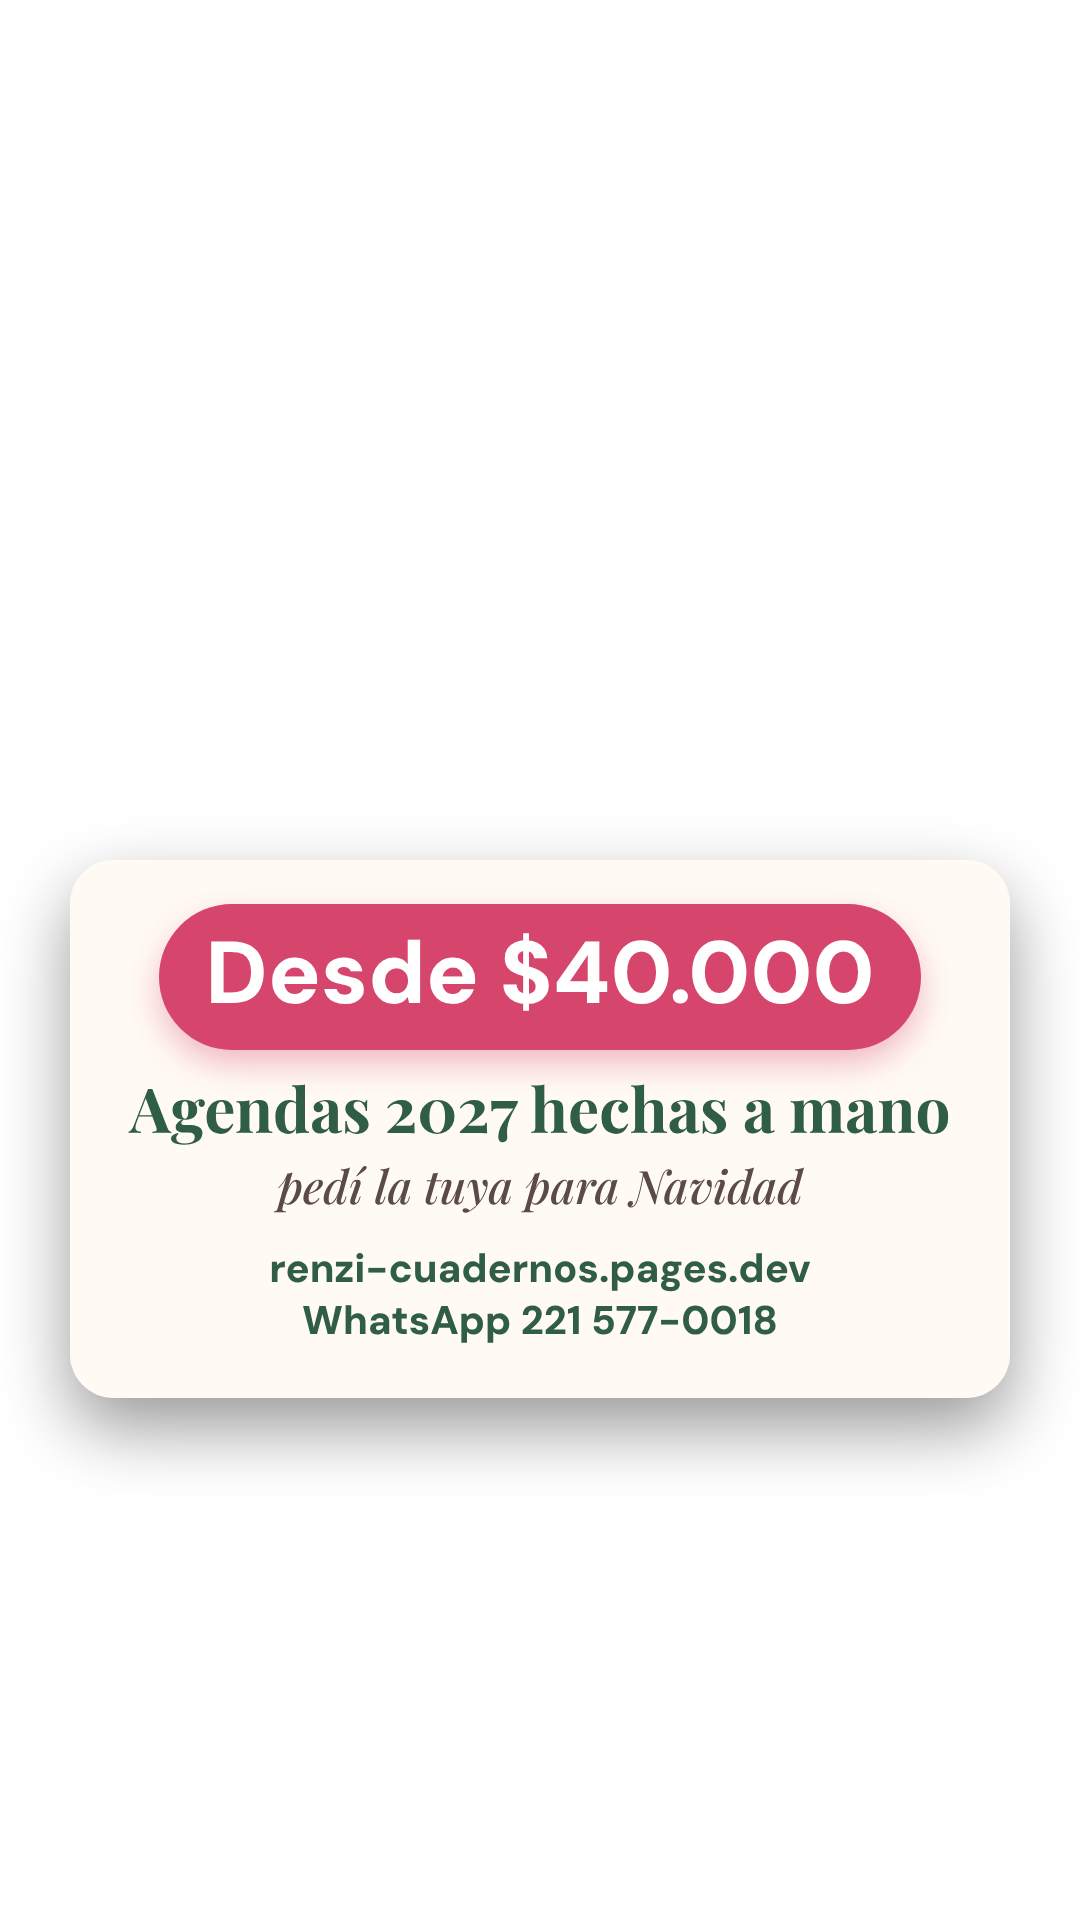 Desde $40.000
Agendas 2027 hechas a mano
pedí la tuya para Navidad
renzi-cuadernos.pages.dev
WhatsApp 221 577-0018